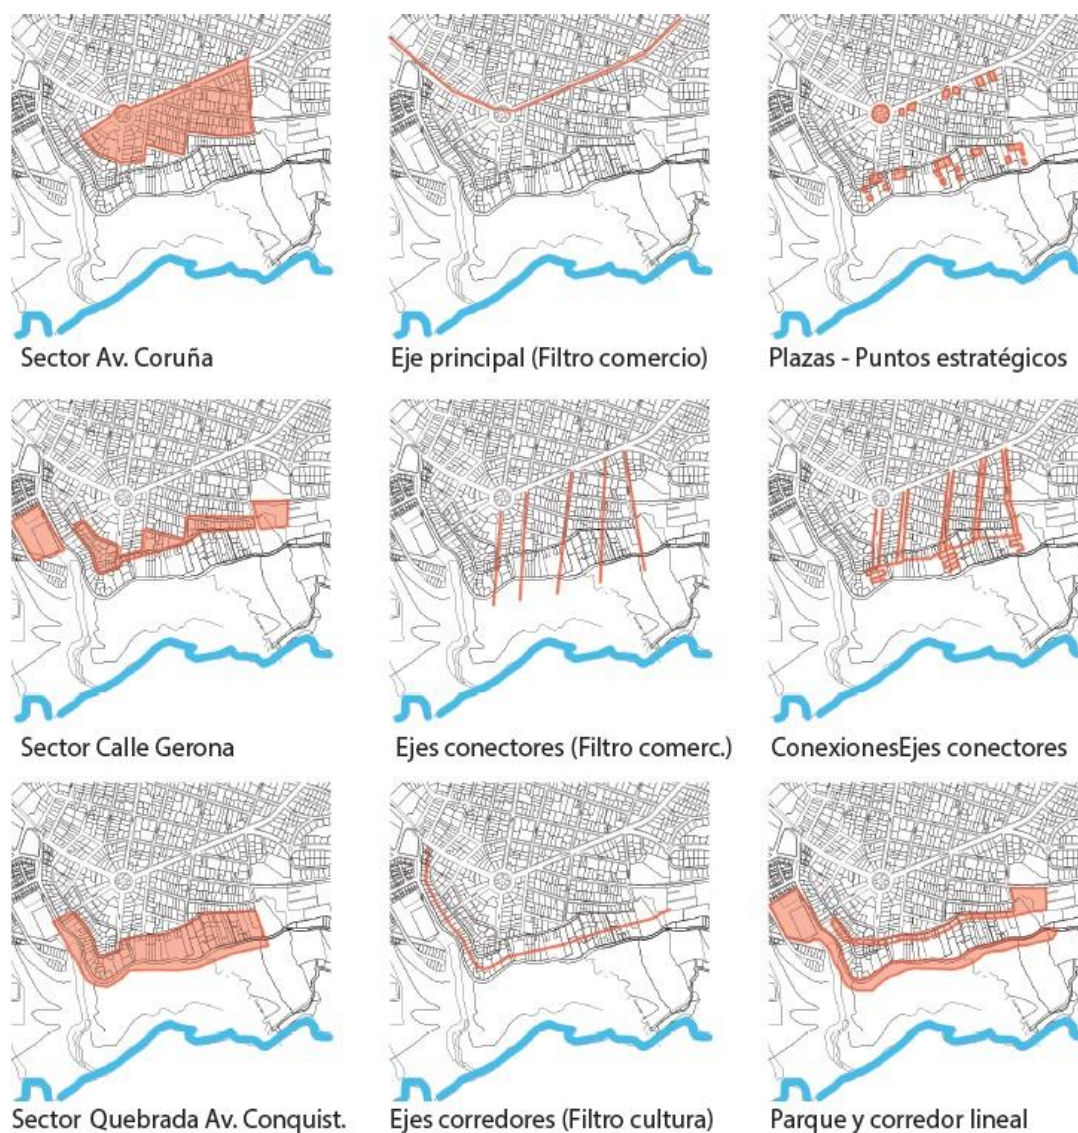 Sector Av. Coruña
Eje principal (Filtro comercio)
Plazas - Puntos estratégicos
Sector Calle Gerona
Ejes conectores (Filtro comerc.)
ConexionesEjes conectores
Sector Quebrada Av. Conquist.
Ejes corredores (Filtro cultura)
Parque y corredor lineal